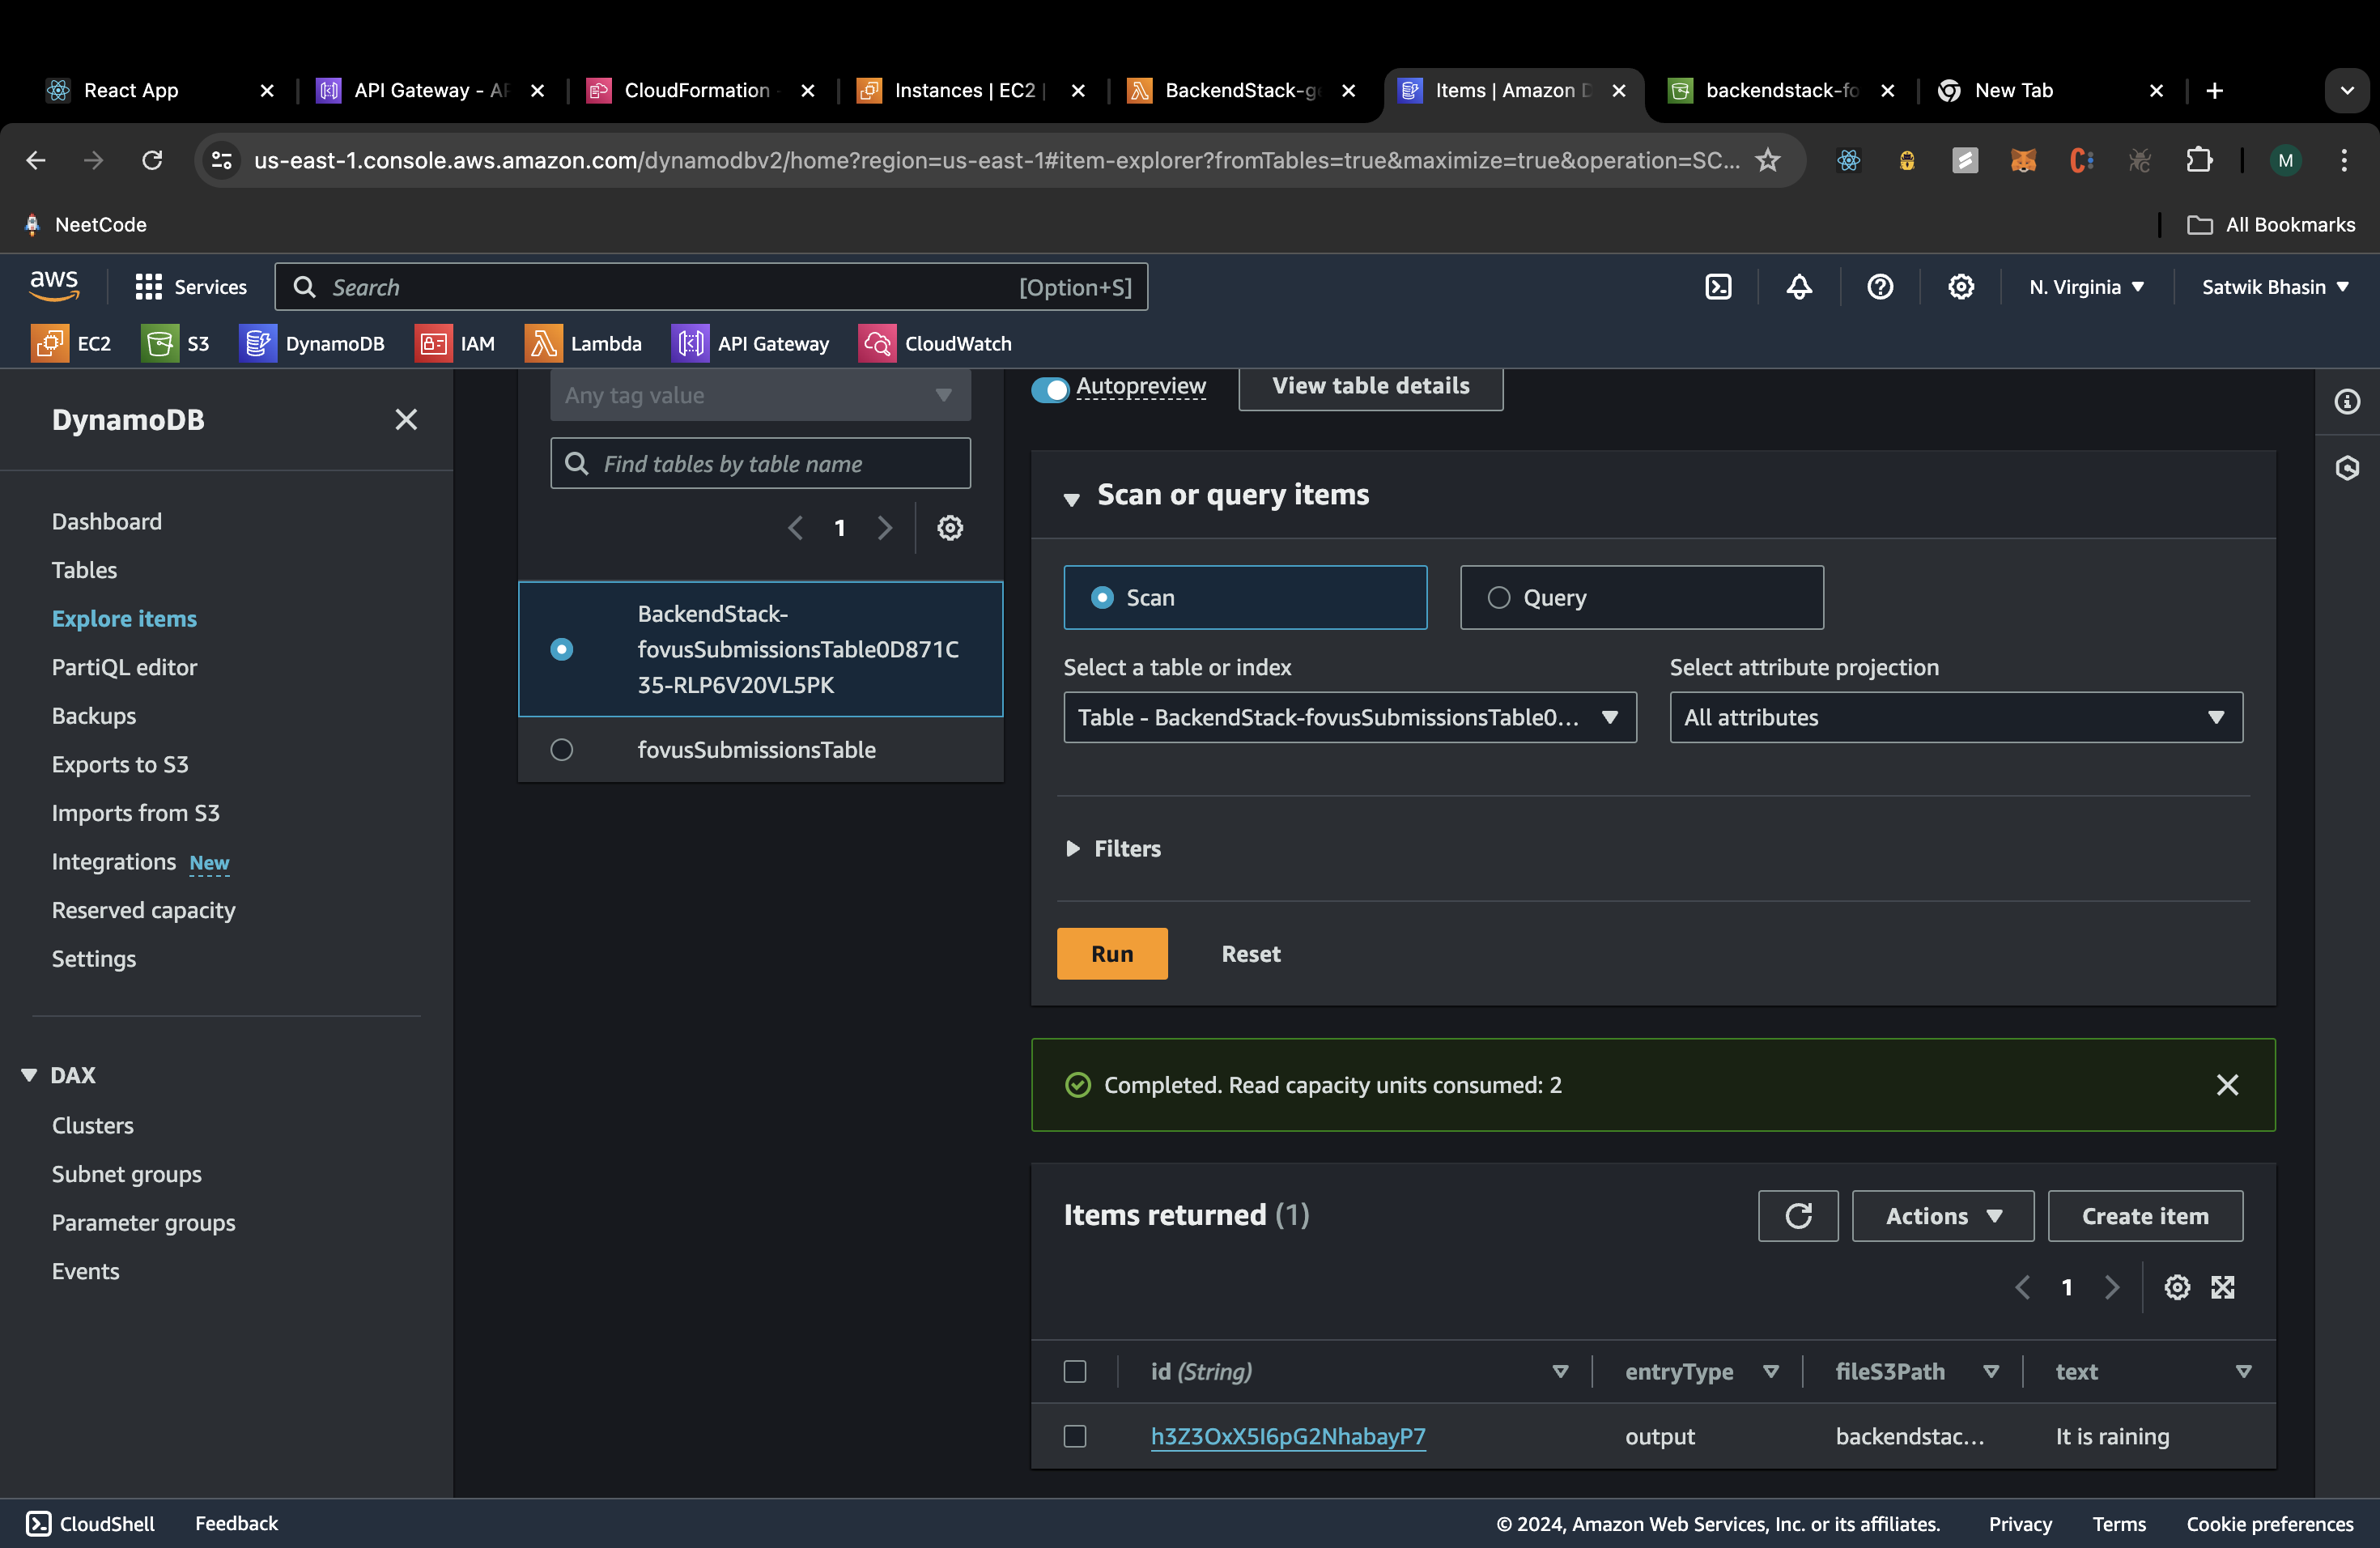 React App
API Gateway - AP
CloudFormation -
Instances | EC2 |
BackendStack-ge
Items | Amazon D
backendstack-fo
New Tab
us-east-1.console.aws.amazon.com/dynamodbv2/home?region=us-east-1#item-explorer?fromTables=true&maximize=true&operation=SC...
M
NeetCode
All Bookmarks
aws
Services
Search
[Option+S]
N. Virginia
Satwik Bhasin
EC2
S3
DynamoDB
IAM
Lambda
API Gateway
CloudWatch
DynamoDB
Dashboard
Tables
Explore items
PartiQL editor
Backups
Exports to S3
Imports from S3
Integrations New
Reserved capacity
Settings
DAX
Clusters
Subnet groups
Parameter groups
Events
Any tag value
Find tables by table name
1
BackendStack-
fovusSubmissionsTable0D871C
35-RLP6V20VL5PK
fovusSubmissionsTable
Autopreview
View table details
Scan or query items
Scan
Query
Select a table or index
Table - BackendStack-fovusSubmissionsTable0...
Select attribute projection
All attributes
Filters
Run
Reset
Completed. Read capacity units consumed: 2
Items returned (1)
Actions
Create item
1
id (String)
entryType
fileS3Path
text
h3Z3OxX5I6pG2NhabayP7
output
backendstac...
It is raining
CloudShell
Feedback
© 2024, Amazon Web Services, Inc. or its affiliates.
Privacy
Terms
Cookie preferences